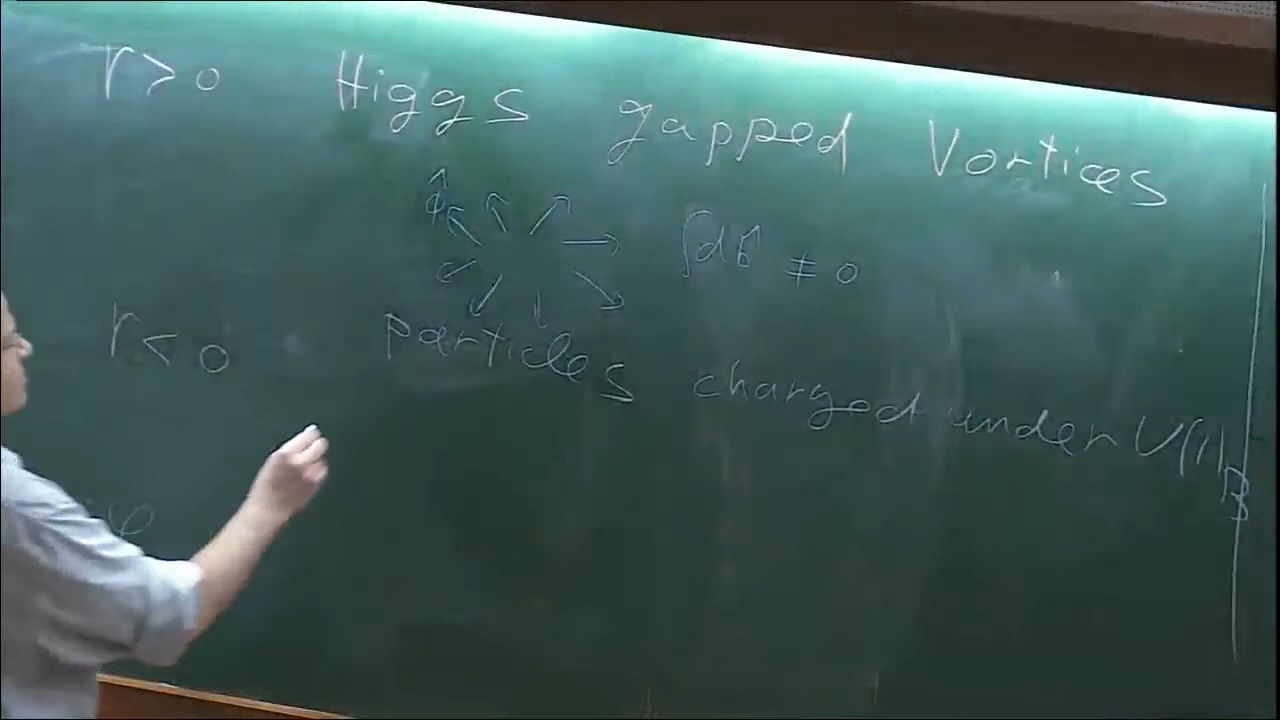 r>0 Higgs gapped Vortices
φ̂ ∫db̂ ≠ 0
r<0 particles charged under U(1)_B
φ